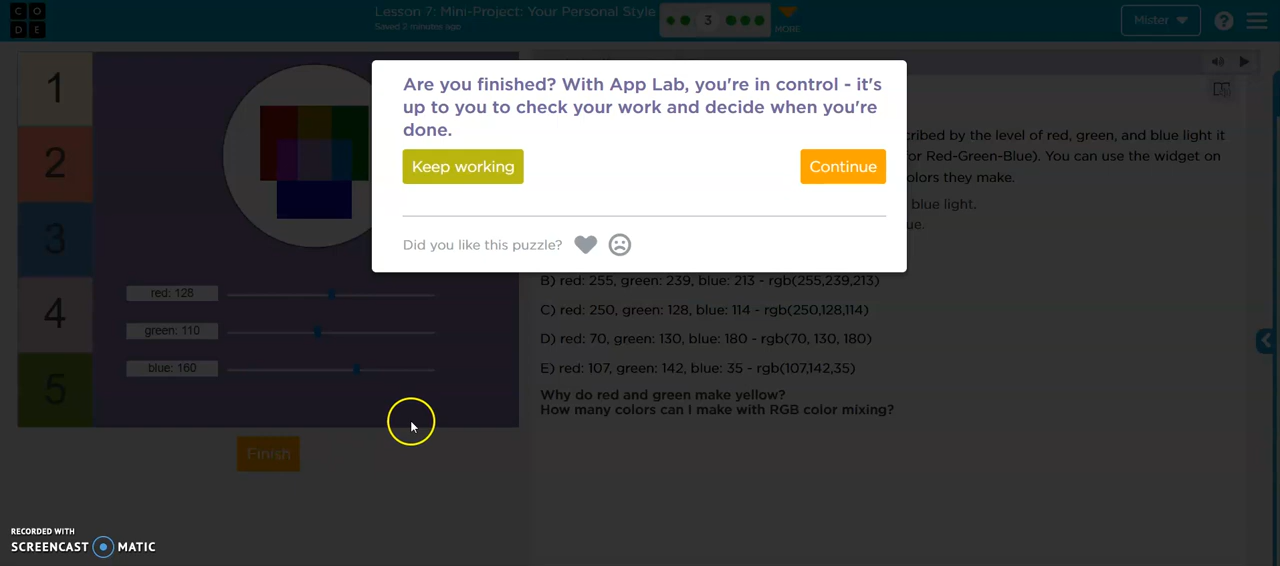 C O
D E
Lesson 7: Mini-Project: Your Personal Style
Saved 2 minutes ago
3
MORE
Mister
?
Are you finished? With App Lab, you're in control - it's
up to you to check your work and decide when you're
done.
Keep working
Continue
Did you like this puzzle?
1
2
3
4
5
red: 128
green: 110
blue: 160
Finish
cribed by the level of red, green, and blue light it
for Red-Green-Blue). You can use the widget on
olors they make.
blue light.
ue.
B) red: 255, green: 239, blue: 213 - rgb(255,239,213)
C) red: 250, green: 128, blue: 114 - rgb(250,128,114)
D) red: 70, green: 130, blue: 180 - rgb(70, 130, 180)
E) red: 107, green: 142, blue: 35 - rgb(107,142,35)
Why do red and green make yellow?
How many colors can I make with RGB color mixing?
RECORDED WITH
SCREENCAST MATIC